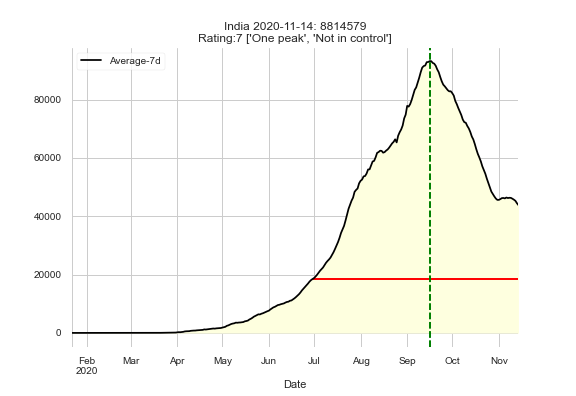 India 2020-11-14: 8814579
Rating:7 ['One peak', 'Not in control']
Average-7d
80000
60000
40000
20000
0
Feb Mar Apr May Jun Jul Aug Sep Oct Nov
2020
Date